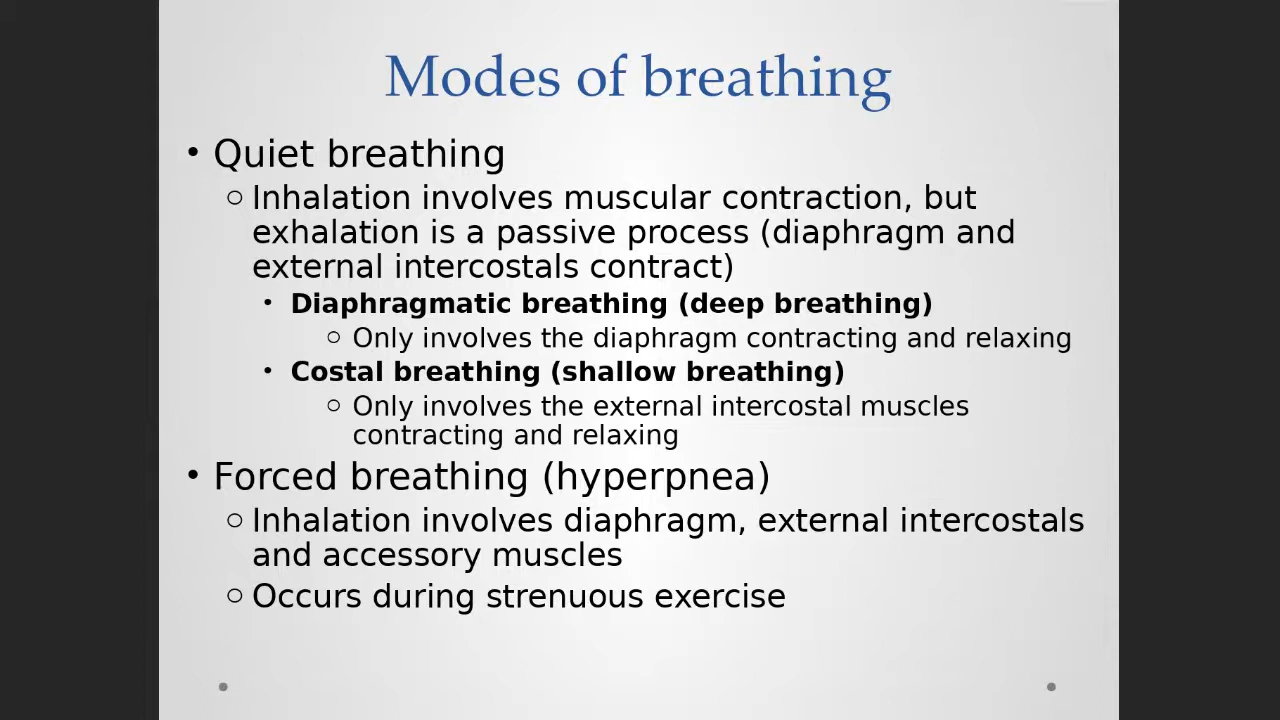 Modes of breathing
• Quiet breathing
○ Inhalation involves muscular contraction, but
exhalation is a passive process (diaphragm and
external intercostals contract)
• Diaphragmatic breathing (deep breathing)
○ Only involves the diaphragm contracting and relaxing
• Costal breathing (shallow breathing)
○ Only involves the external intercostal muscles
contracting and relaxing
• Forced breathing (hyperpnea)
○ Inhalation involves diaphragm, external intercostals
and accessory muscles
○ Occurs during strenuous exercise